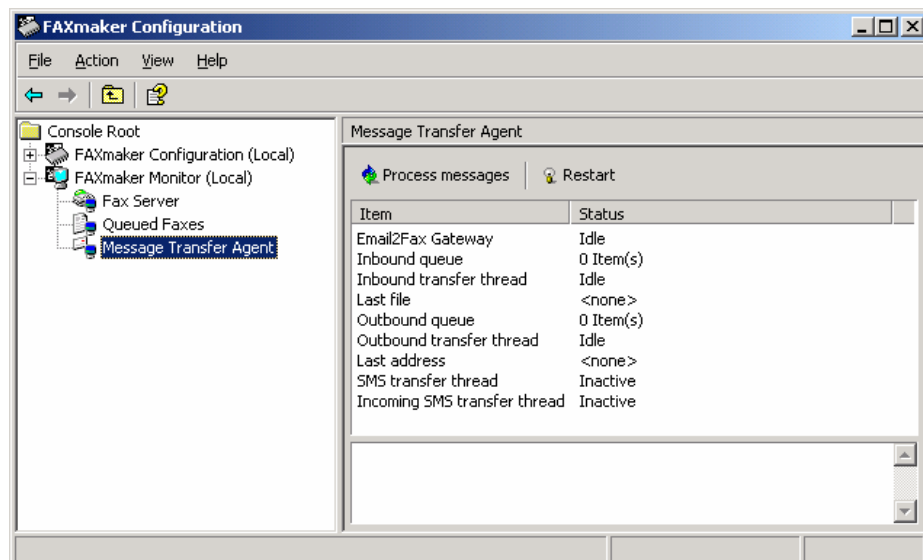 FAXmaker Configuration
File Action View Help
Console Root
FAXmaker Configuration (Local)
FAXmaker Monitor (Local)
Fax Server
Queued Faxes
Message Transfer Agent
Message Transfer Agent
Process messages Restart
Item Status
Email2Fax Gateway Idle
Inbound queue 0 Item(s)
Inbound transfer thread Idle
Last file <none>
Outbound queue 0 Item(s)
Outbound transfer thread Idle
Last address <none>
SMS transfer thread Inactive
Incoming SMS transfer thread Inactive